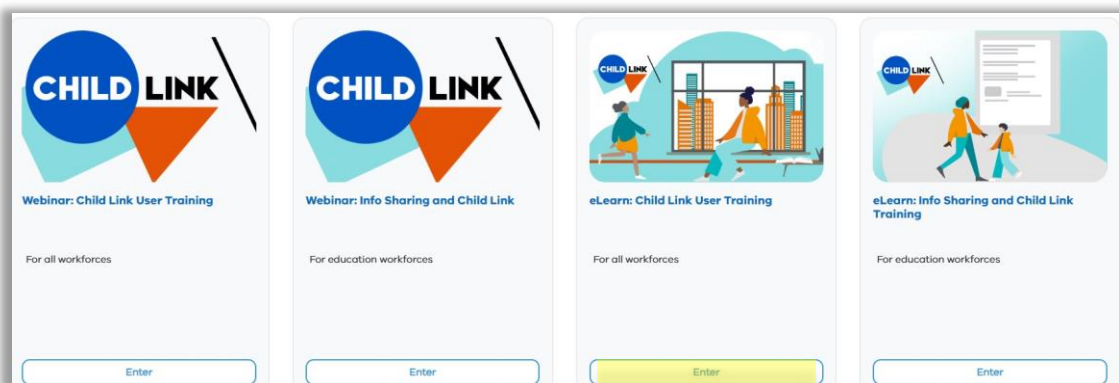 CHILD LINK
Webinar: Child Link User Training
For all workforces
Enter
CHILD LINK
Webinar: Info Sharing and Child Link
For education workforces
Enter
CHILD LINK
eLearn: Child Link User Training
For all workforces
Enter
CHILD LINK
eLearn: Info Sharing and Child Link
Training
For education workforces
Enter